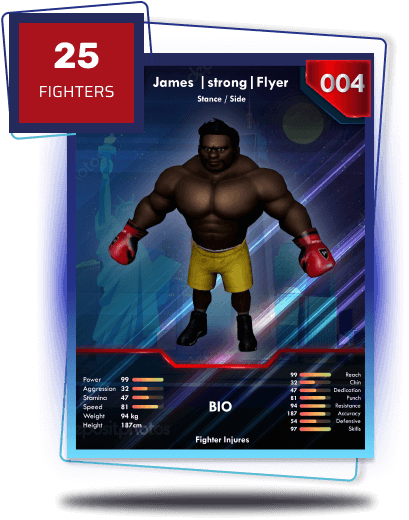 25
FIGHTERS
James |strong|Flyer
004
Stance / Side
Power 99
Aggression 32
Stamina 47
Speed 81
Weight 94 kg
Height 187cm
BIO
99 Reach
32 Chin
47 Dedication
81 Punch
94 Resistance
187 Accuracy
54 Defensive
97 Skills
Fighter Injures